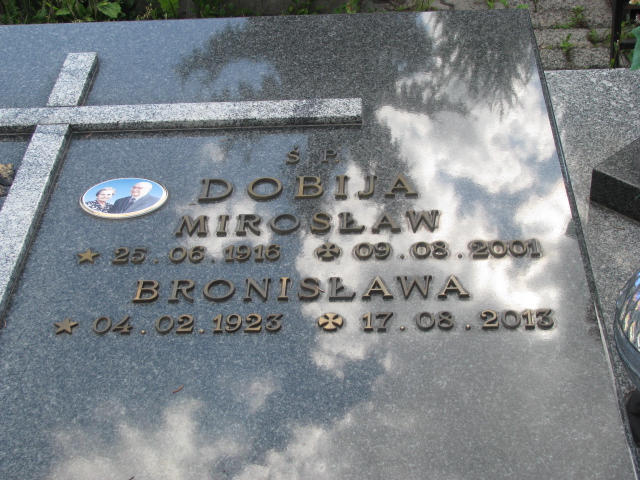 Ś. P.
DOBIJA
MIROSŁAW
25.06.1916 09.08.2001
BRONISŁAWA
04.02.1923 17.08.2013